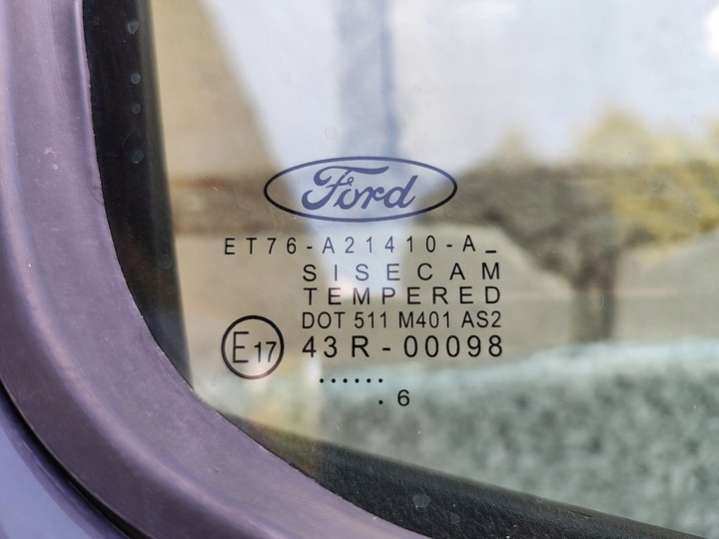 Ford
ET76-A21410-A_
SISECAM
TEMPERED
DOT 511 M401 AS2
E17 43R-00098
......
. 6